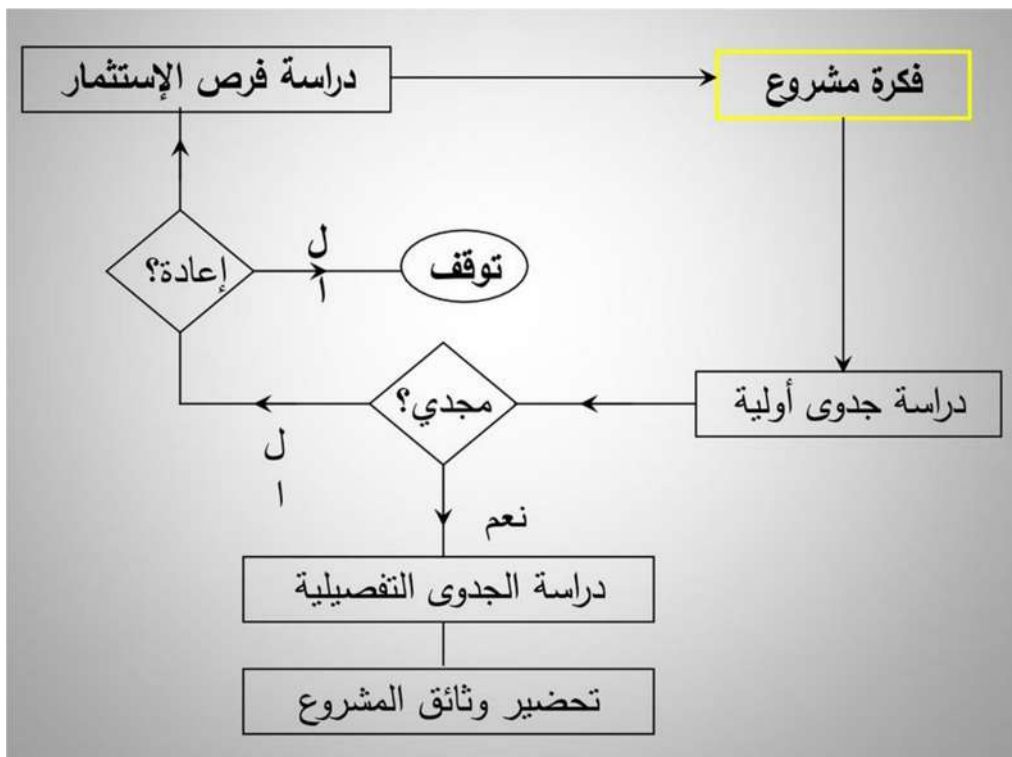 فكرة مشروع
دراسة فرص الإستثمار
إعادة؟
ل
ا
توقف
مجدي؟
دراسة جدوى أولية
ل
ا
نعم
دراسة الجدوى التفصيلية
تحضير وثائق المشروع